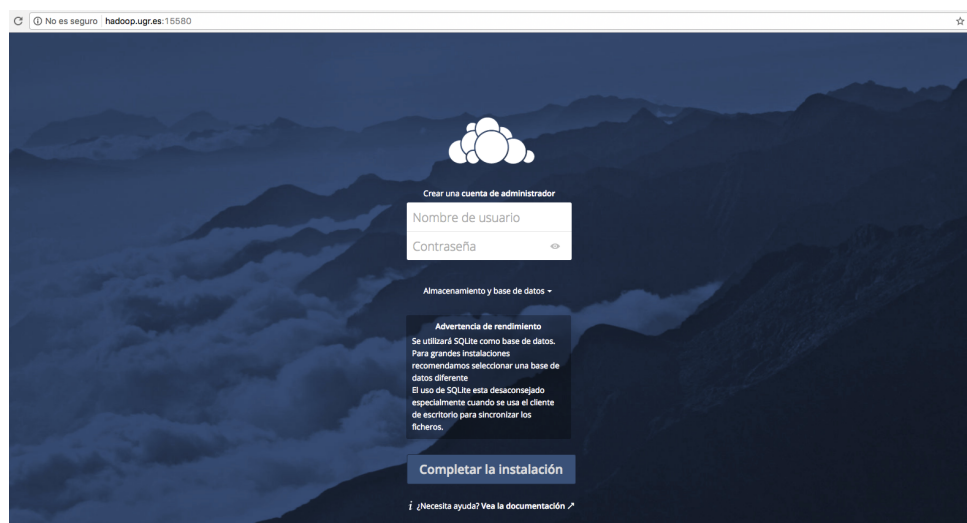 No es seguro hadoop.ugr.es:15580
Crear una cuenta de administrador
Nombre de usuario
Contraseña
Almacenamiento y base de datos
Advertencia de rendimiento
Se utilizará SQLite como base de datos.
Para grandes instalaciones
recomendamos seleccionar una base de
datos diferente
El uso de SQLite esta desaconsejado
especialmente cuando se usa el cliente
de escritorio para sincronizar los
ficheros.
Completar la instalación
i ¿Necesita ayuda? Vea la documentación ↗